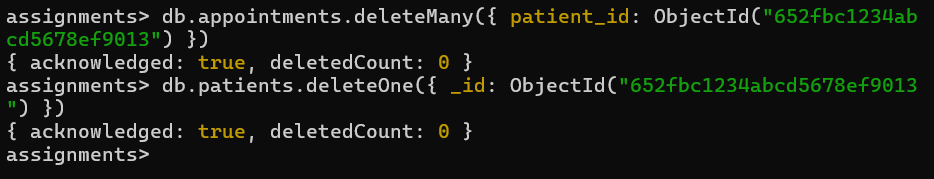 assignments> db.appointments.deleteMany({ patient_id: ObjectId("652fbc1234ab
cd5678ef9013") })
{ acknowledged: true, deletedCount: 0 }
assignments> db.patients.deleteOne({ _id: ObjectId("652fbc1234abcd5678ef9013
") })
{ acknowledged: true, deletedCount: 0 }
assignments>